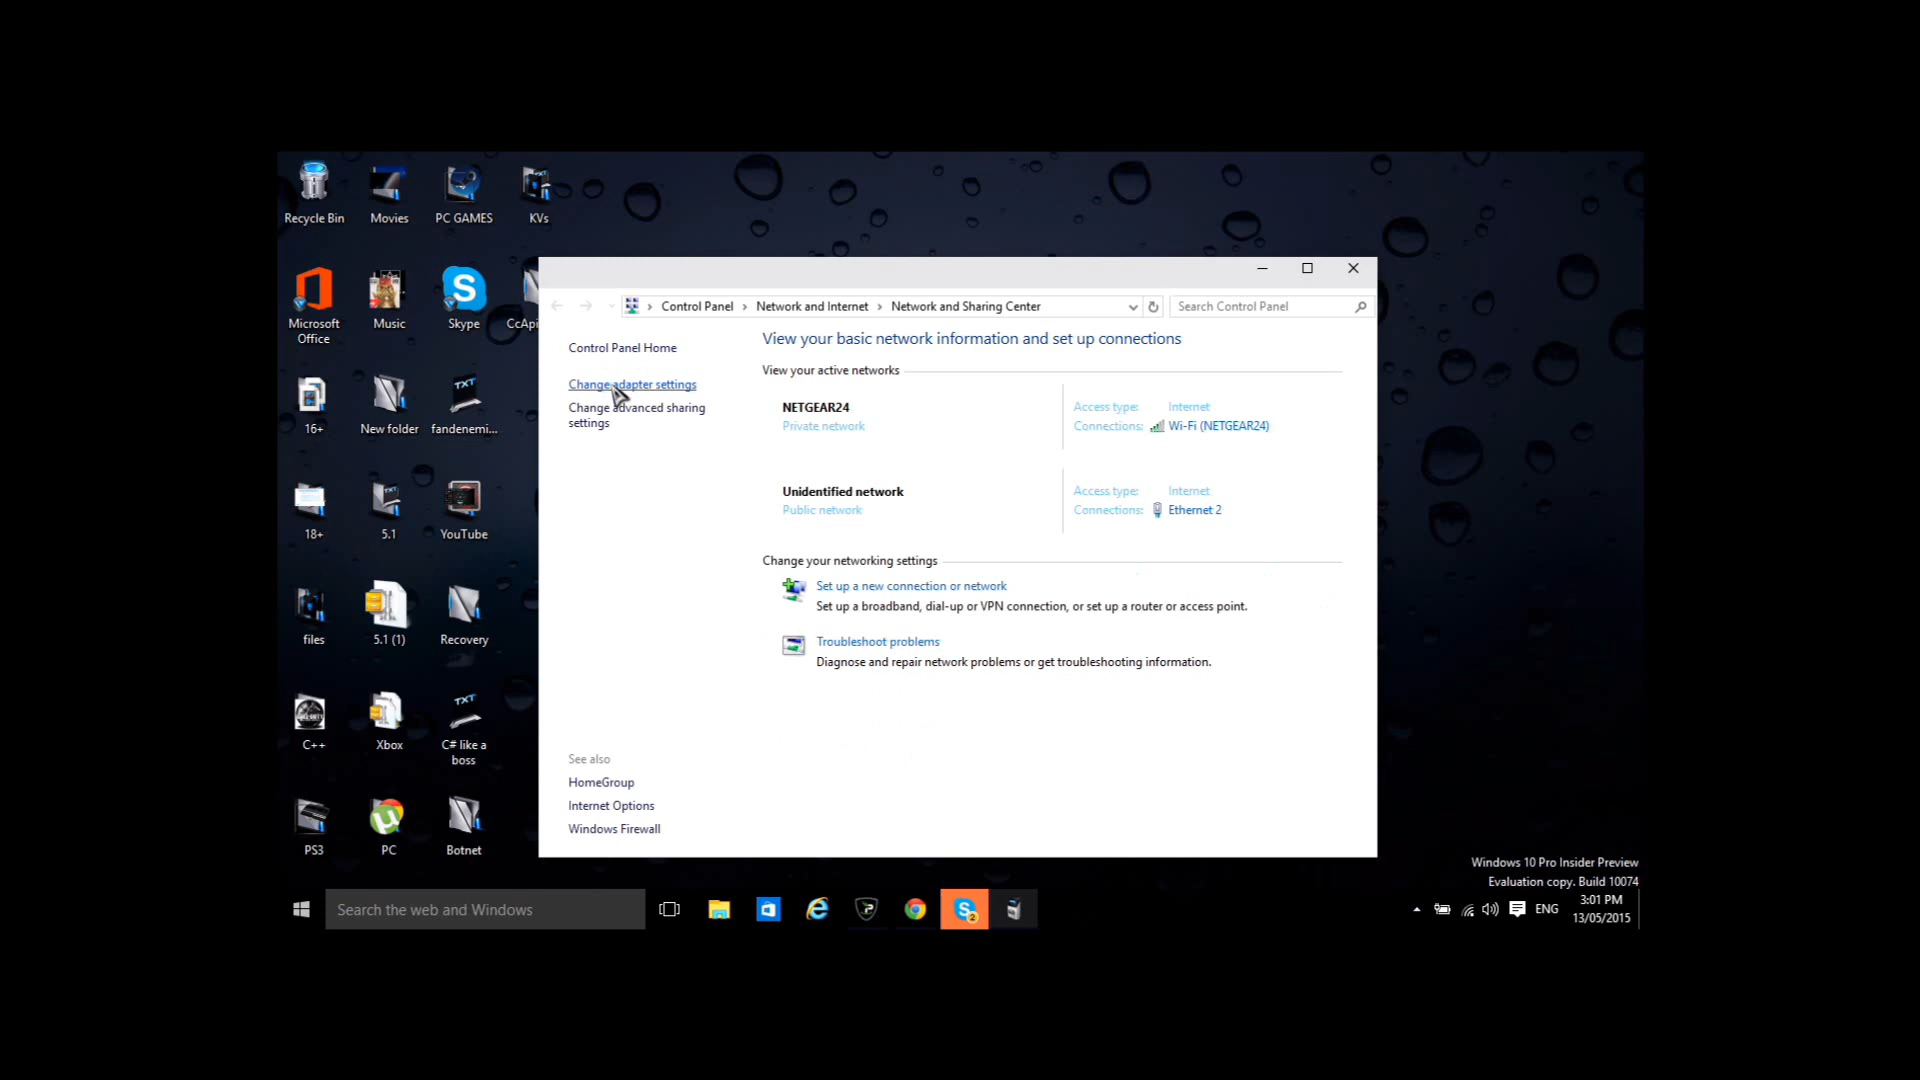 Recycle Bin
Movies
PC GAMES
KVs
Microsoft
Office
Music
Skype
CcApi
16+
New folder
fandenemi...
18+
5.1
YouTube
files
5.1 (1)
Recovery
C++
Xbox
C# like a
boss
PS3
PC
Botnet
Control Panel
Network and Internet
Network and Sharing Center
Search Control Panel
Control Panel Home
Change adapter settings
Change advanced sharing
settings
See also
HomeGroup
Internet Options
Windows Firewall
View your basic network information and set up connections
View your active networks
NETGEAR24
Private network
Access type: Internet
Connections: Wi-Fi (NETGEAR24)
Unidentified network
Public network
Access type: Internet
Connections: Ethernet 2
Change your networking settings
Set up a new connection or network
Set up a broadband, dial-up or VPN connection, or set up a router or access point.
Troubleshoot problems
Diagnose and repair network problems or get troubleshooting information.
Windows 10 Pro Insider Preview
Evaluation copy. Build 10074
Search the web and Windows
ENG
3:01 PM
13/05/2015